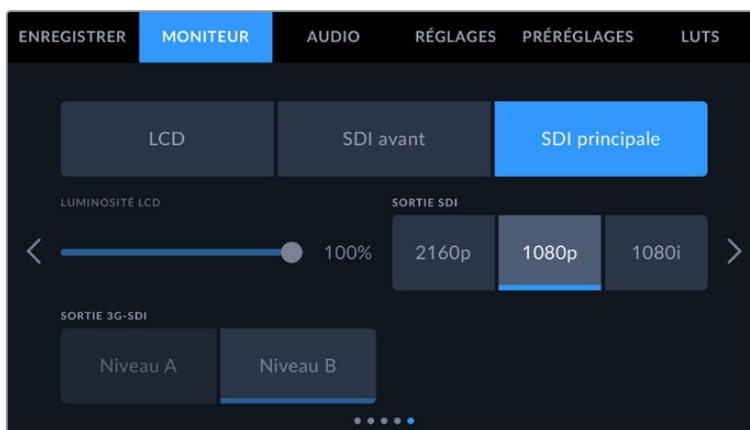 ENREGISTRER MONITEUR AUDIO RÉGLAGES PRÉRÉGLAGES LUTS
LCD SDI avant SDI principale
LUMINOSITÉ LCD SORTIE SDI
100% 2160p 1080p 1080i
SORTIE 3G-SDI
Niveau A Niveau B